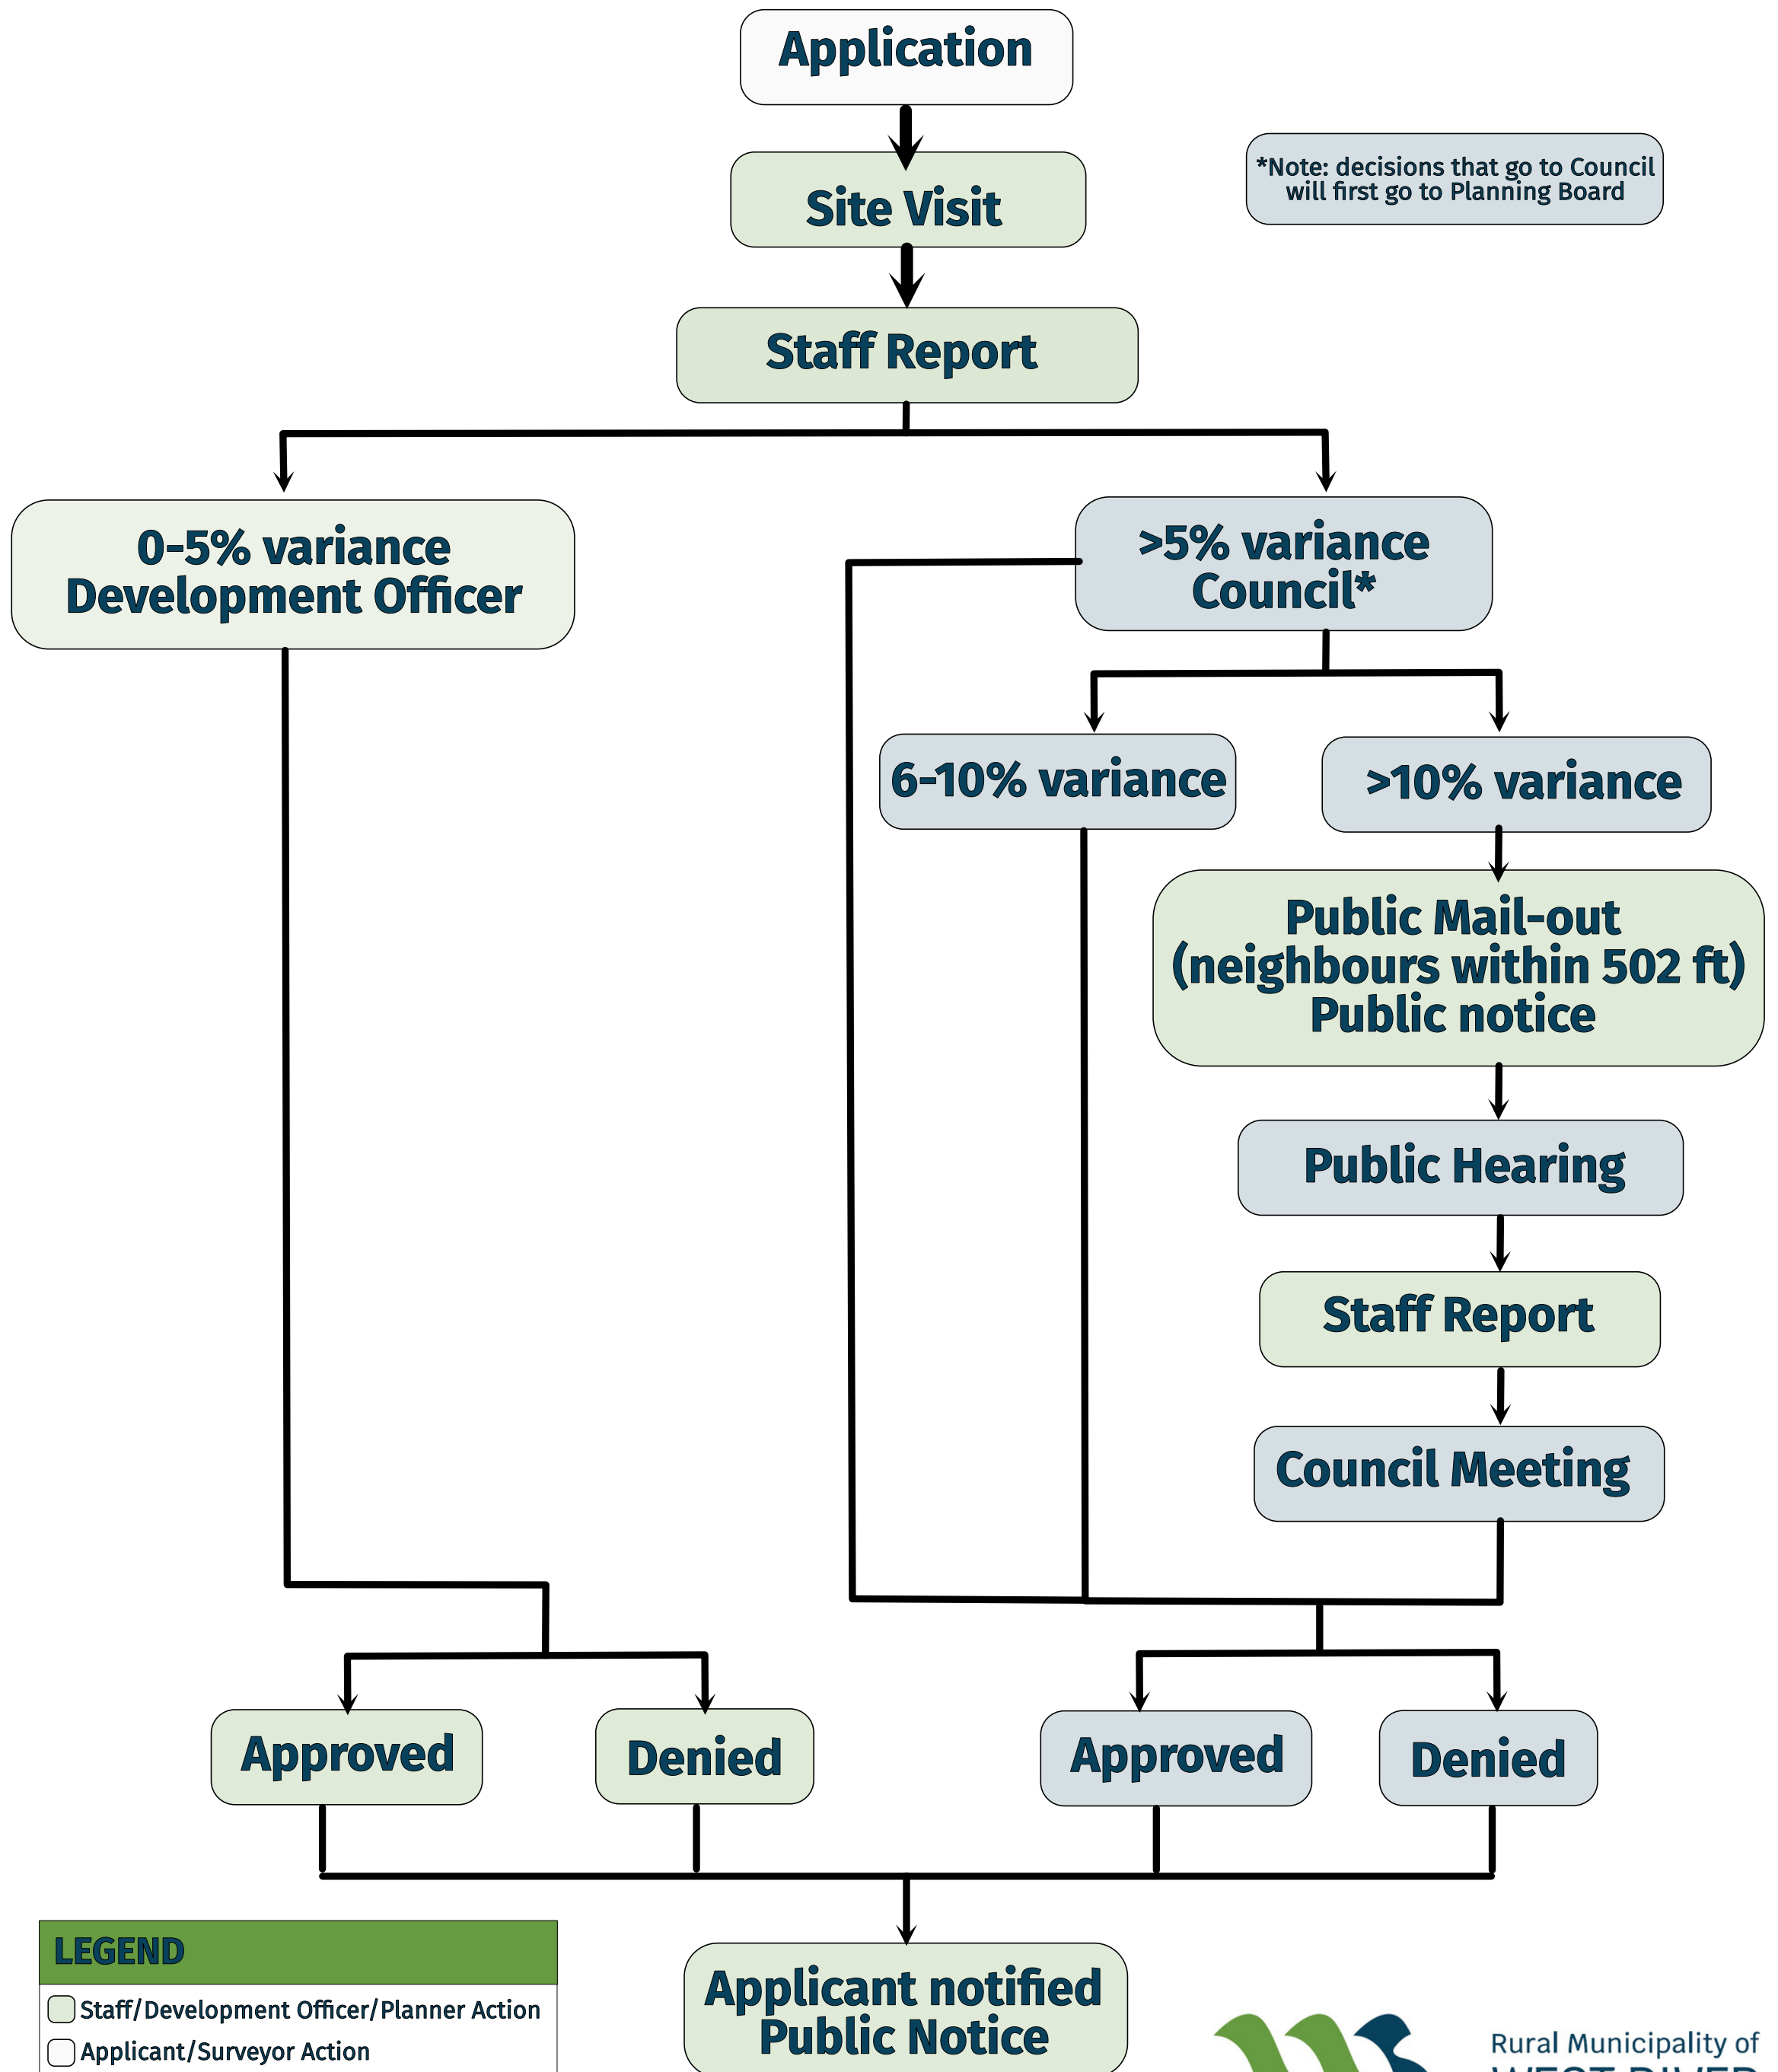 Application
Site Visit
*Note: decisions that go to Council
will first go to Planning Board
Staff Report
0-5% variance
Development Officer
>5% variance
Council*
6-10% variance
>10% variance
Public Mail-out
(neighbours within 502 ft)
Public notice
Public Hearing
Staff Report
Council Meeting
Approved
Denied
Approved
Denied
Applicant notified
Public Notice
LEGEND
Staff/Development Officer/Planner Action
Applicant/Surveyor Action
Rural Municipality of
WEST RIVER